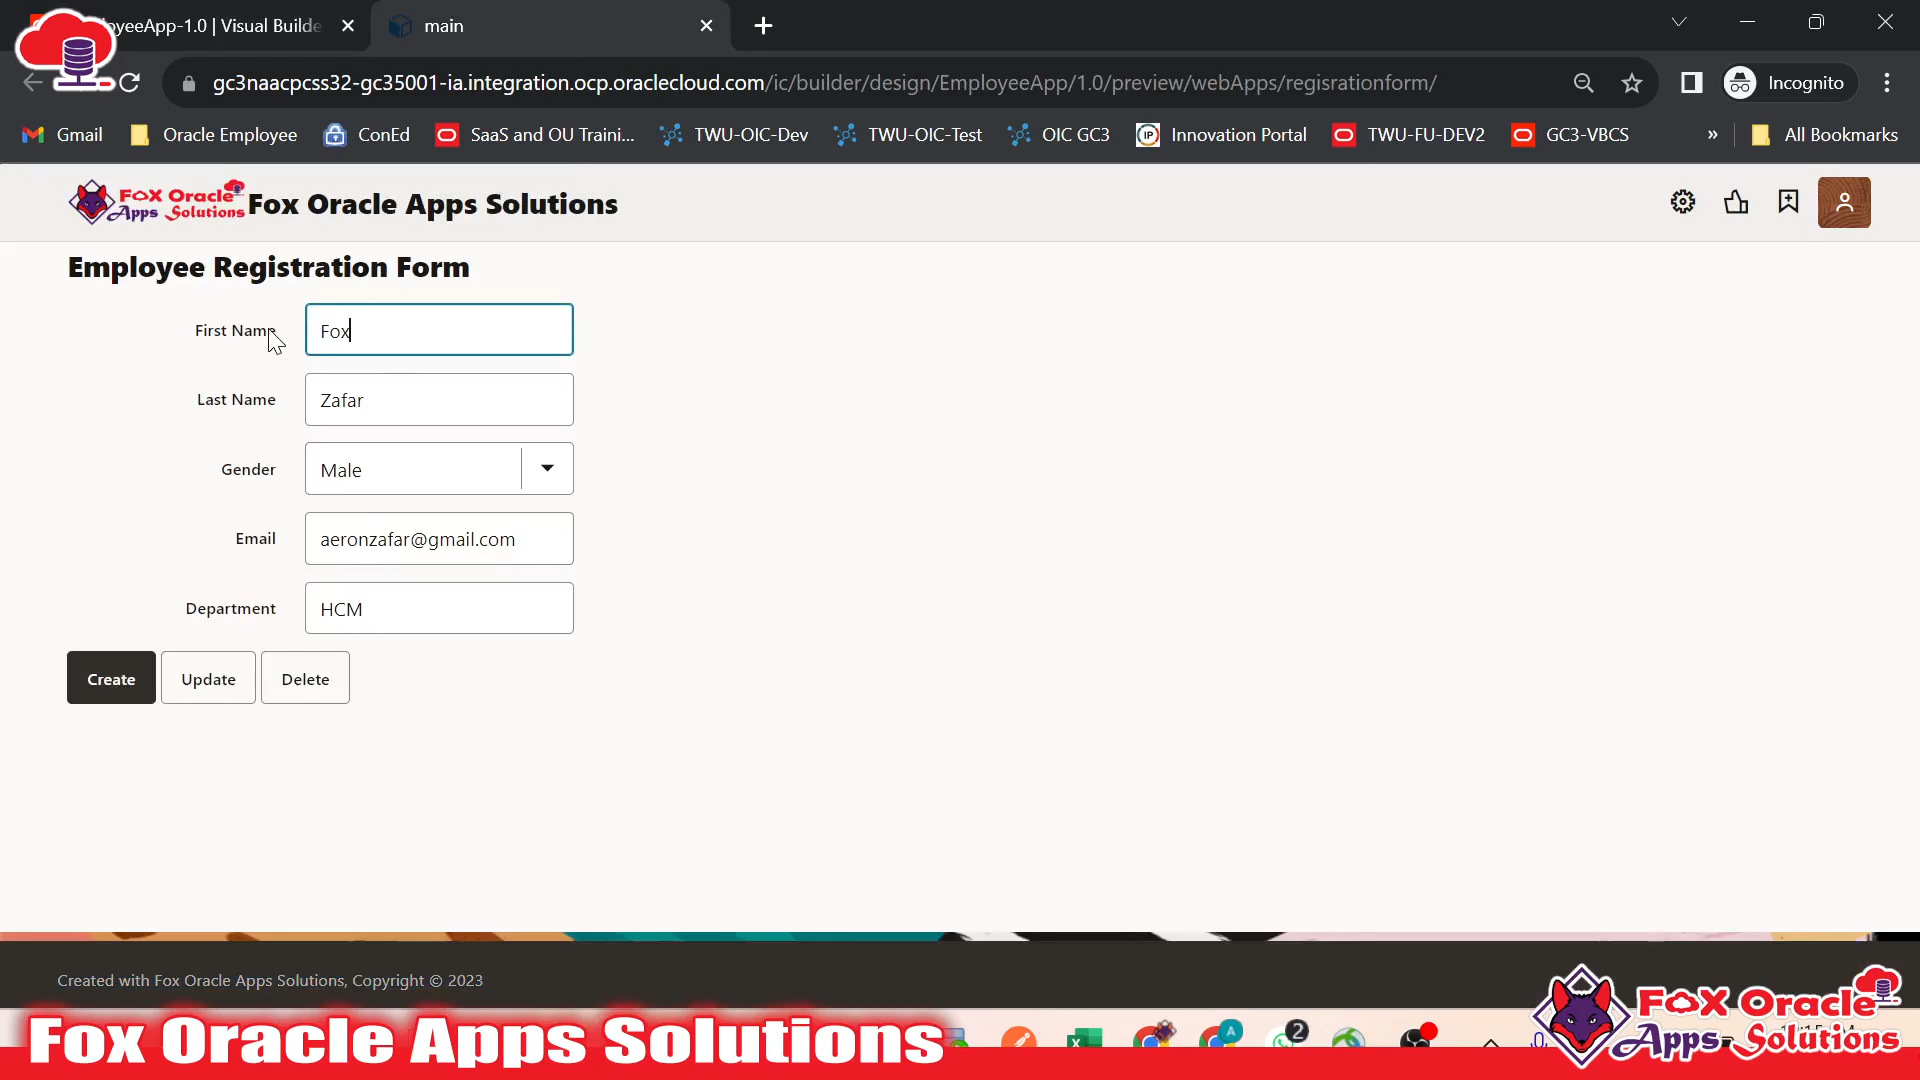 oyeeApp-1.0 | Visual Builde
main
gc3naacpcss32-gc35001-ia.integration.ocp.oraclecloud.com/ic/builder/design/EmployeeApp/1.0/preview/webApps/regisrationform/
Incognito
Gmail
Oracle Employee
ConEd
SaaS and OU Traini...
TWU-OIC-Dev
TWU-OIC-Test
OIC GC3
IP
Innovation Portal
TWU-FU-DEV2
GC3-VBCS
»
All Bookmarks
FoX Oracle
Apps Solutions
Fox Oracle Apps Solutions
Employee Registration Form
First Name
Fox
Last Name
Zafar
Gender
Male
Email
aeronzafar@gmail.com
Department
HCM
Create
Update
Delete
Created with Fox Oracle Apps Solutions, Copyright © 2023
Fox Oracle Apps Solutions
A
2
FoX Oracle
Apps Solutions